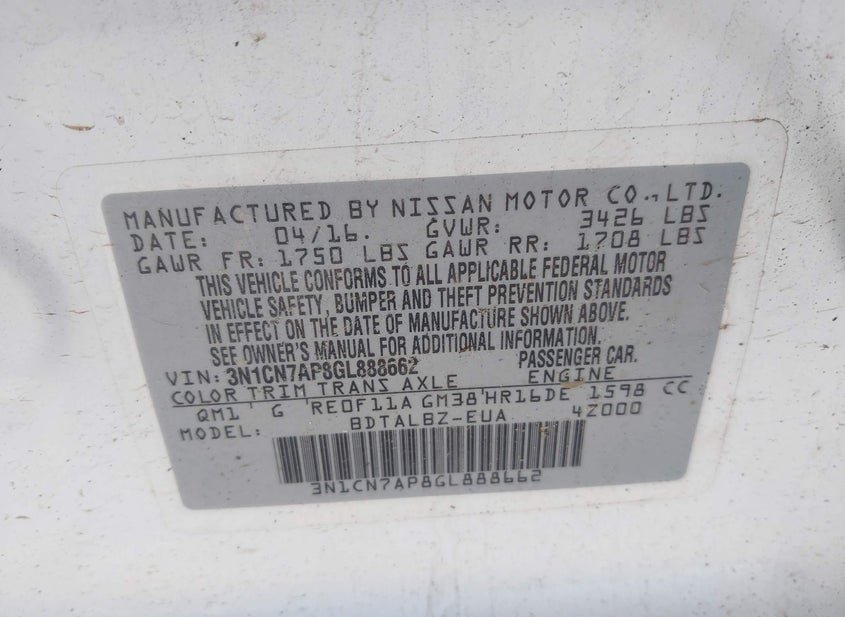 MANUFACTURED BY NISSAN MOTOR CO.,LTD.
DATE: 04/16. GVWR: 3426 LBS
GAWR FR: 1750 LBS GAWR RR: 1708 LBS
THIS VEHICLE CONFORMS TO ALL APPLICABLE FEDERAL MOTOR
VEHICLE SAFETY, BUMPER AND THEFT PREVENTION STANDARDS
IN EFFECT ON THE DATE OF MANUFACTURE SHOWN ABOVE.
SEE OWNER'S MANUAL FOR ADDITIONAL INFORMATION.
VIN: 3N1CN7AP8GL888662 PASSENGER CAR.
COLOR TRIM TRANS AXLE ENGINE
QM1 G RE0F11A GM38 HR16DE 1598 CC
MODEL: BDTALBZ-EUA 4Z000
3N1CN7AP8GL888662